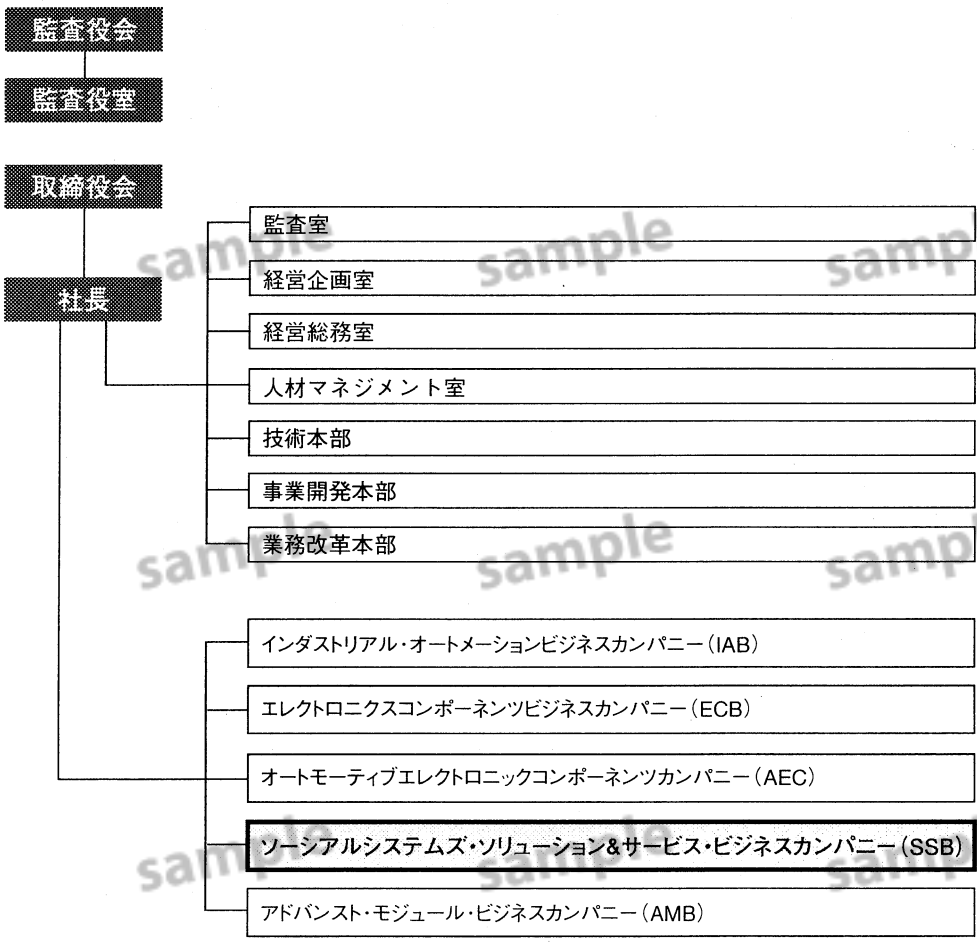 監査役会
監査役室
取締役会
社長
監査室
経営企画室
経営総務室
人材マネジメント室
技術本部
事業開発本部
業務改革本部
インダストリアル・オートメーションビジネスカンパニー(IAB)
エレクトロニクスコンポーネンツビジネスカンパニー(ECB)
オートモーティブエレクトロニックコンポーネンツカンパニー(AEC)
ソーシアルシステムズ・ソリューション&サービス・ビジネスカンパニー(SSB)
アドバンスト・モジュール・ビジネスカンパニー(AMB)
sample sample samp
sample sample samp
sample sample samp